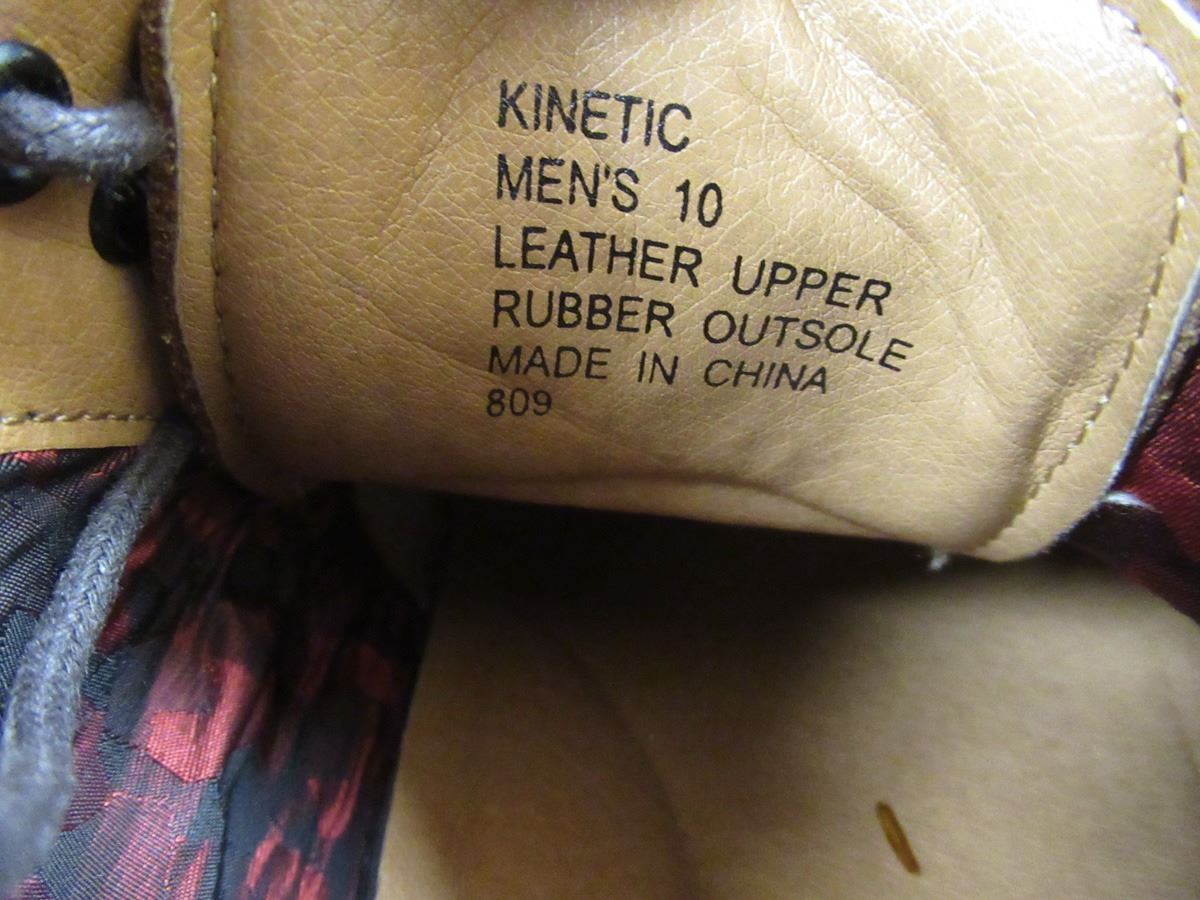 KINETIC
MEN'S 10
LEATHER UPPER
RUBBER OUTSOLE
MADE IN CHINA
809